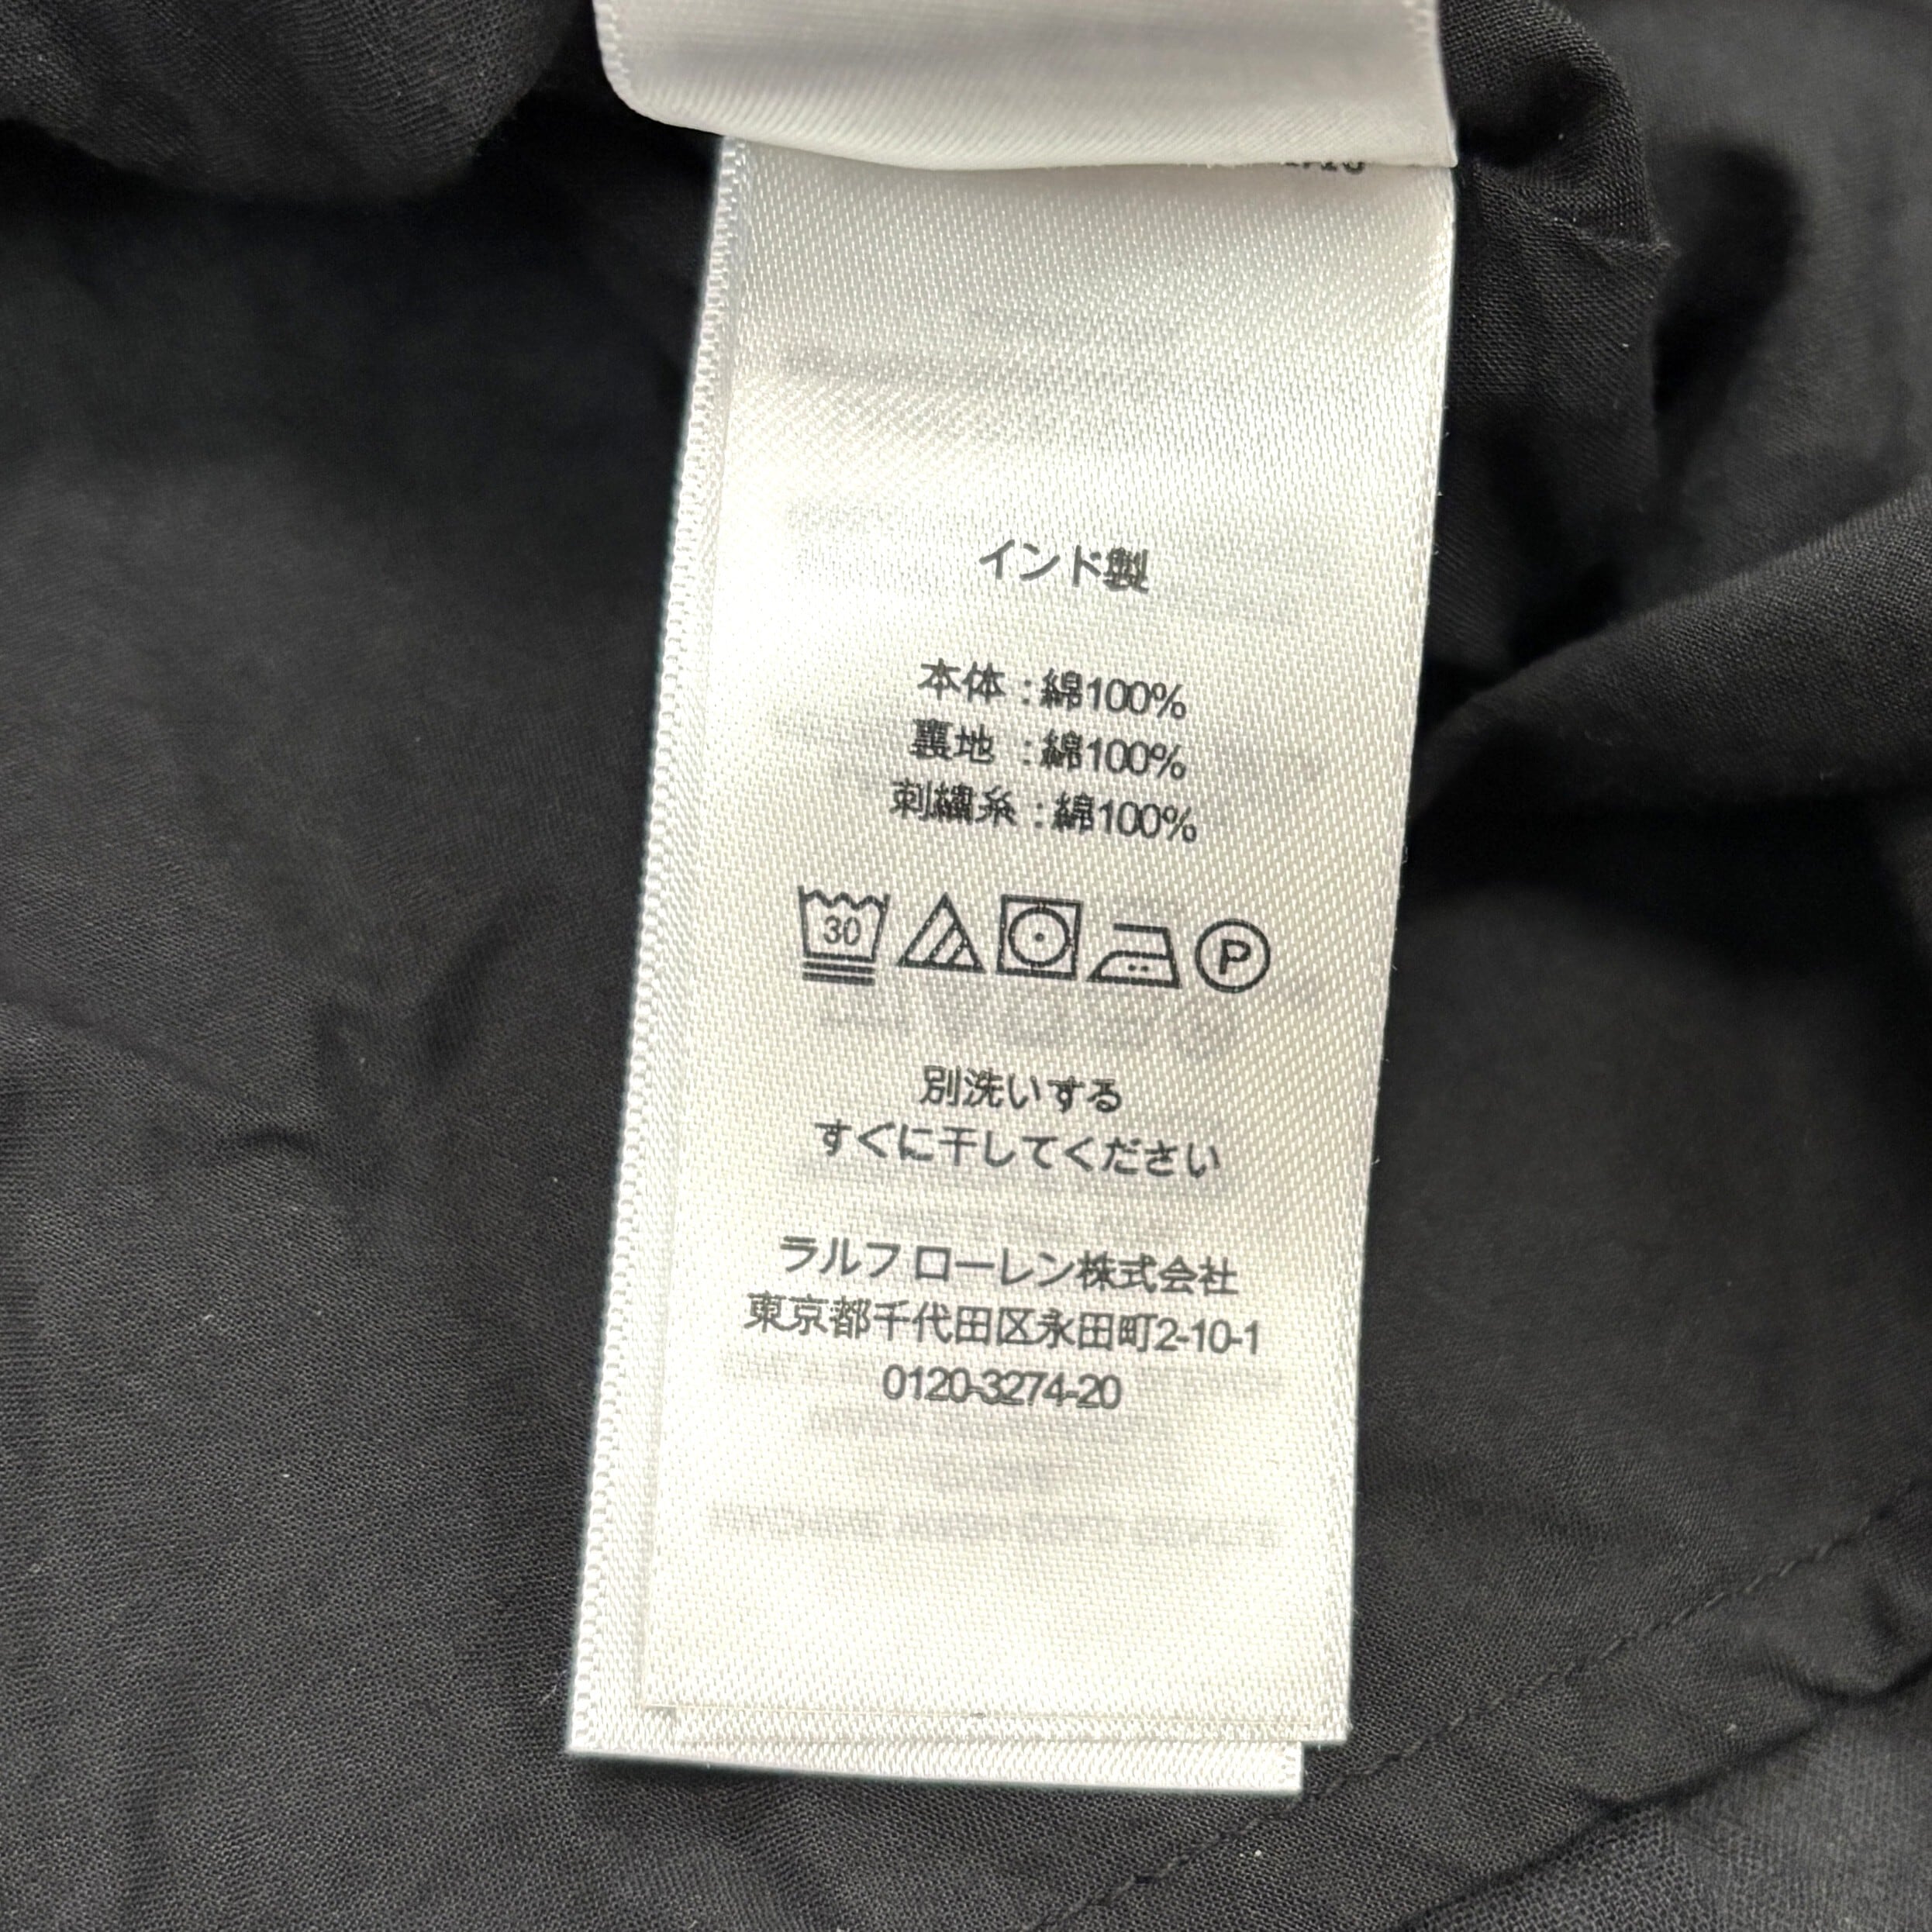 インド製
本体 : 綿100%
裏地 : 綿100%
刺繍糸 : 綿100%
30 P
別洗いする
すぐに干してください
ラルフ ローレン株式会社
東京都千代田区永田町2-10-1
0120-3274-20